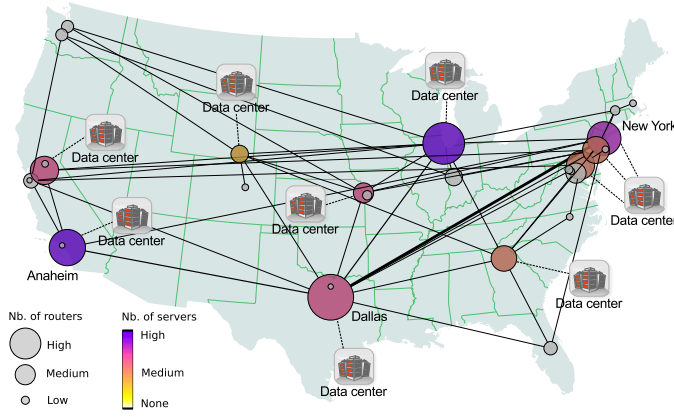 Data center
Data center
New York
Data center
Data center
Data center
Data center
Anaheim
Data center
Dallas
Data center
Nb. of routers
High
Medium
Low
Nb. of servers
High
Medium
None